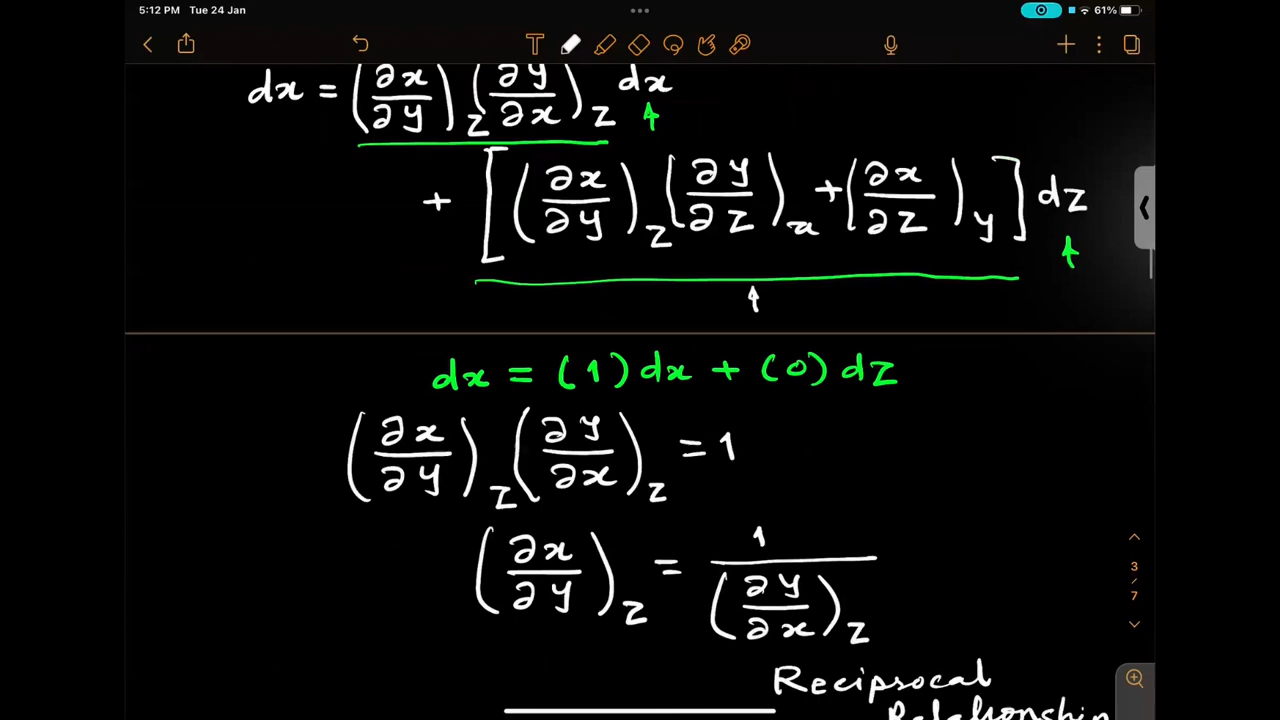 5:12 PM Tue 24 Jan
61%
dx = (∂x/∂y)_z (∂y/∂x)_z dx
+ [(∂x/∂y)_z (∂y/∂z)_x + (∂x/∂z)_y] dz
dx = (1) dx + (0) dz
(∂x/∂y)_z (∂y/∂x)_z = 1
(∂x/∂y)_z = 1/(∂y/∂x)_z
3
/
7
Reciprocal
Relationship